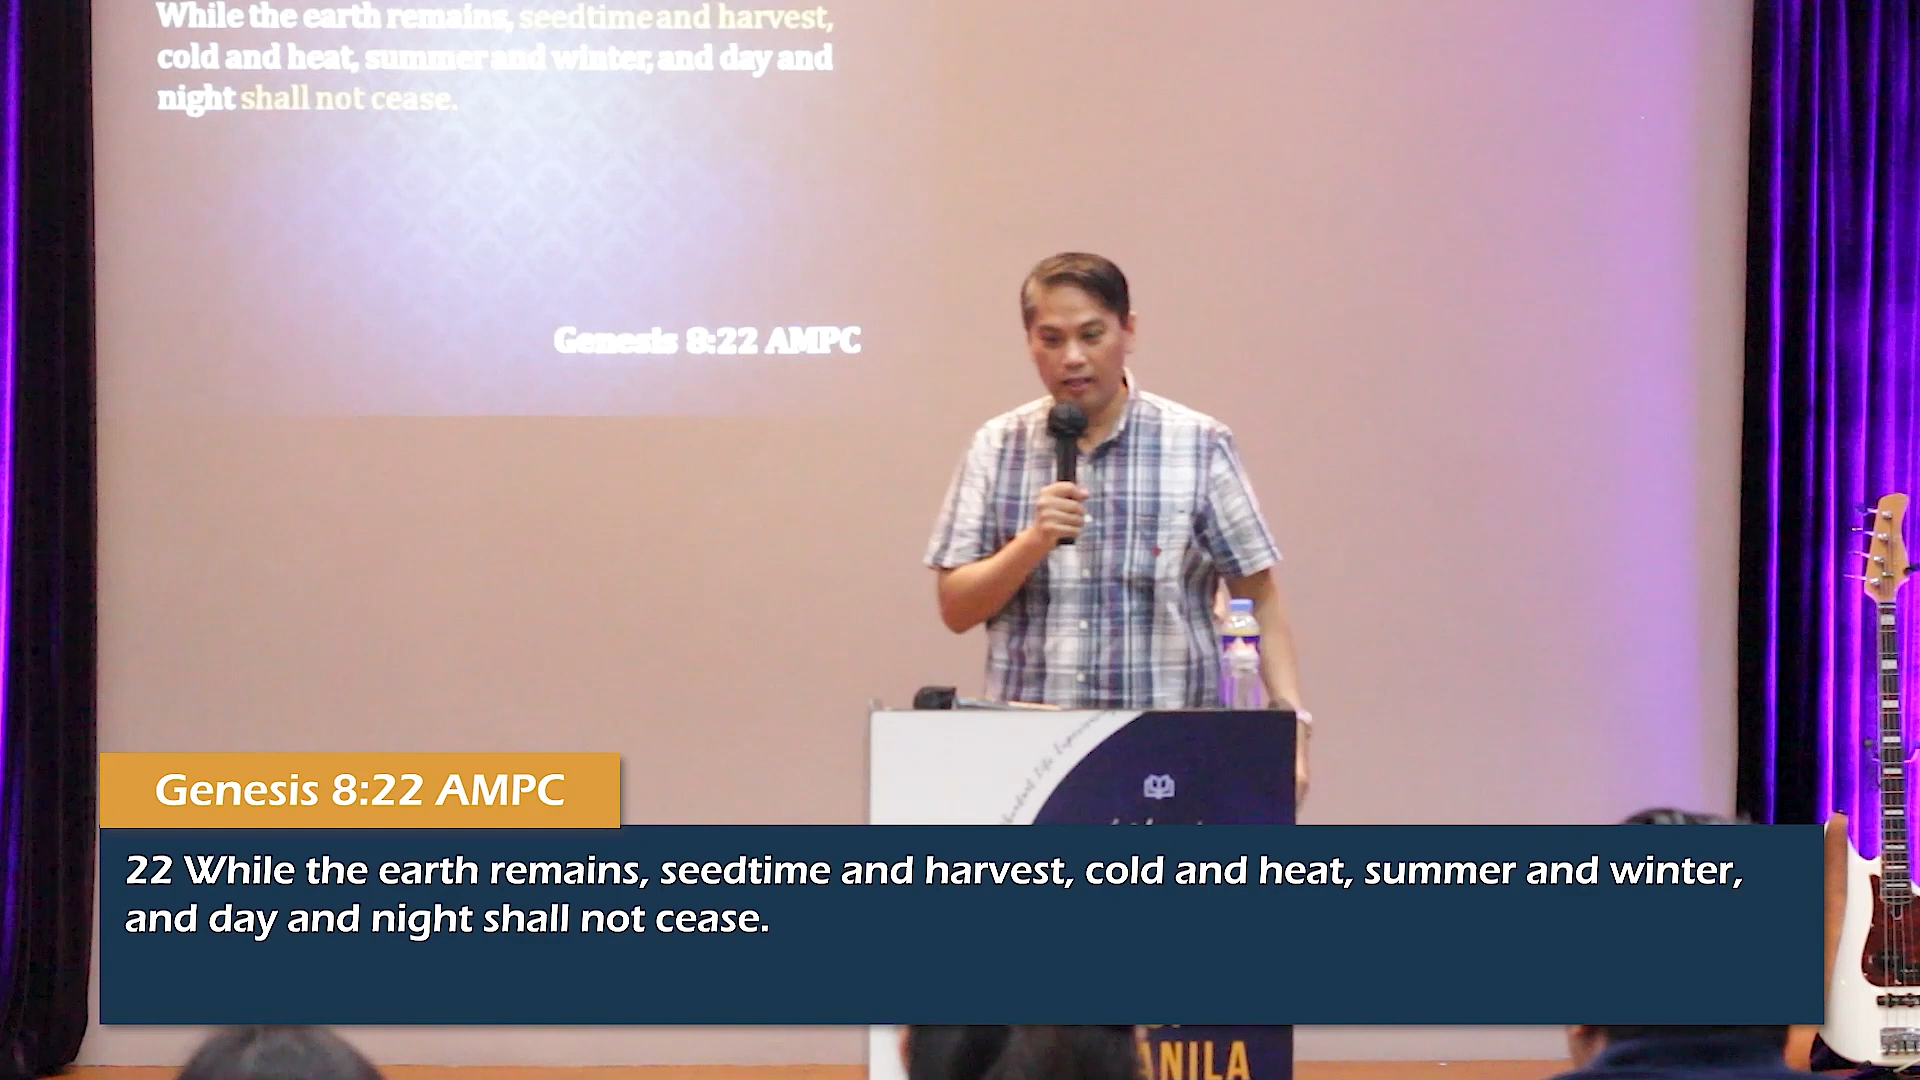 While the earth remains, seedtime and harvest,
cold and heat, summer and winter, and day and
night shall not cease.
Genesis 8:22 AMPC
Genesis 8:22 AMPC
22 While the earth remains, seedtime and harvest, cold and heat, summer and winter,
and day and night shall not cease.
ANILA